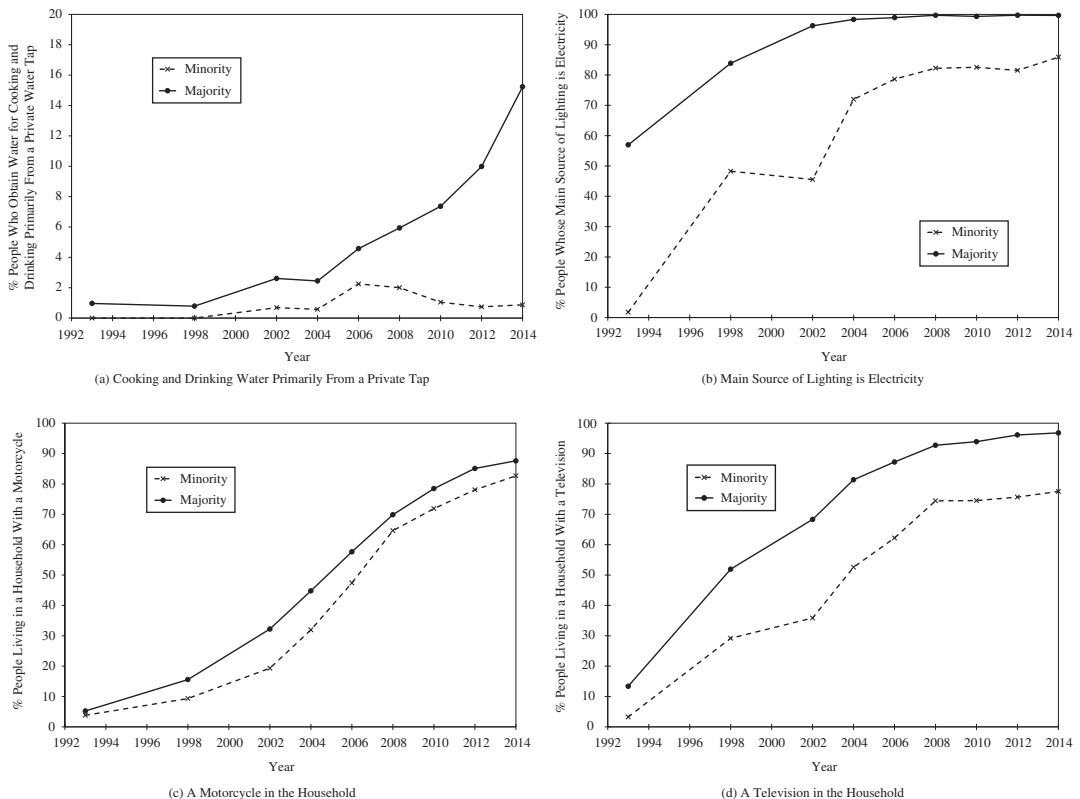 % People Who Obtain Water for Cooking and
Drinking Primarily From a Private Water Tap
20
18
16
14
12
10
8
6
4
2
0
Minority
Majority
1992 1994 1996 1998 2000 2002 2004 2006 2008 2010 2012 2014
Year
(a) Cooking and Drinking Water Primarily From a Private Tap
% People Whose Main Source of Lighting is Electricity
100
90
80
70
60
50
40
30
20
10
0
Minority
Majority
1992 1994 1996 1998 2000 2002 2004 2006 2008 2010 2012 2014
Year
(b) Main Source of Lighting is Electricity
% People Living in a Household With a Motorcycle
100
90
80
70
60
50
40
30
20
10
0
Minority
Majority
1992 1994 1996 1998 2000 2002 2004 2006 2008 2010 2012 2014
Year
(c) A Motorcycle in the Household
% People Living in a Household With a Television
100
90
80
70
60
50
40
30
20
10
0
Minority
Majority
1992 1994 1996 1998 2000 2002 2004 2006 2008 2010 2012 2014
Year
(d) A Television in the Household